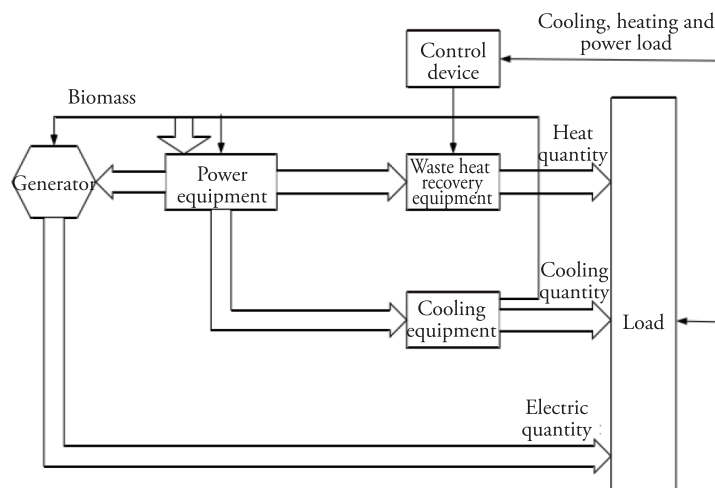 Cooling, heating and
power load
Control
device
Biomass
Heat
quantity
Generator
Power
equipment
Waste heat
recovery
equipment
Cooling
quantity
Cooling
equipment
Load
Electric
quantity :